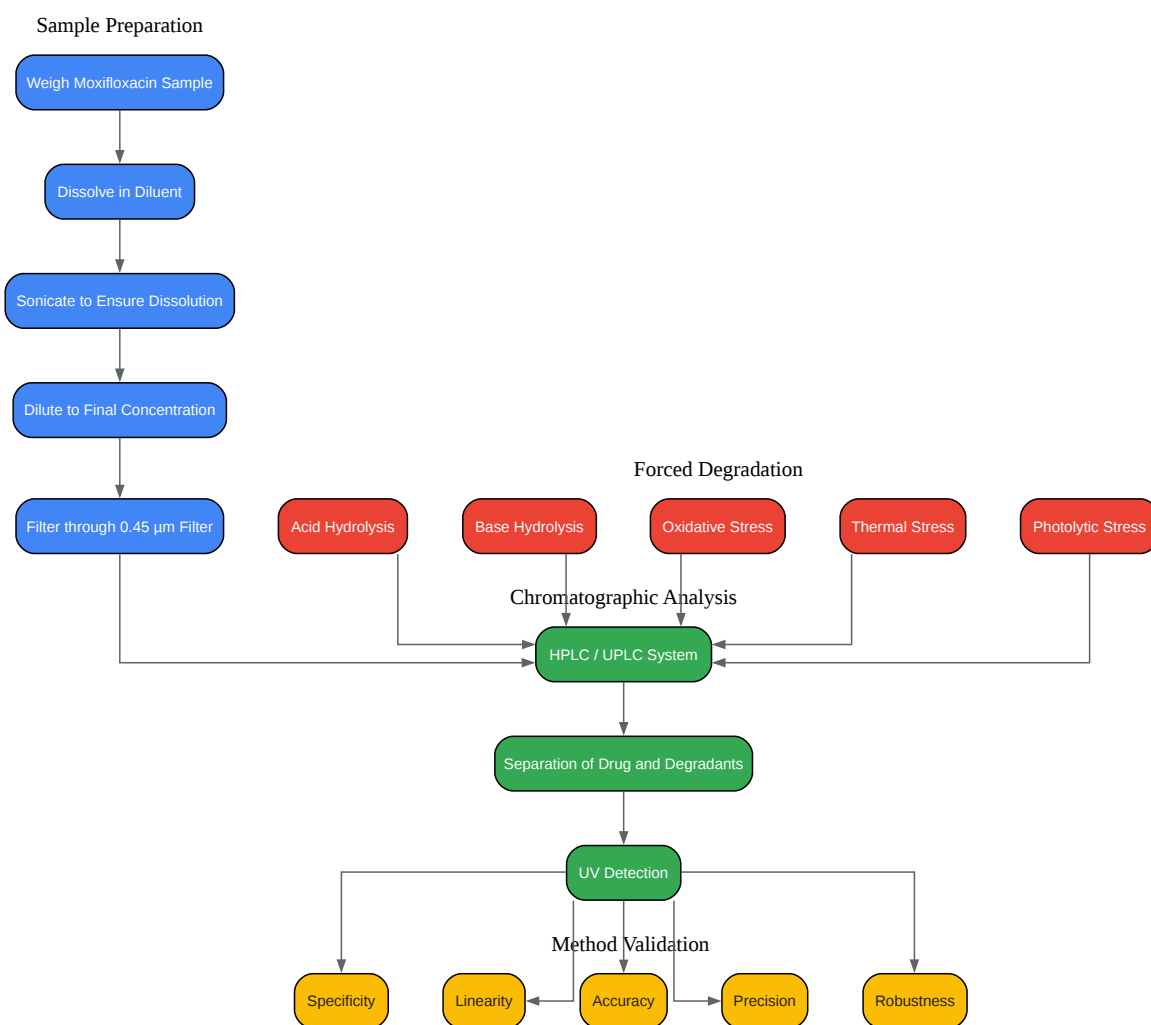 Sample Preparation
Weigh Moxifloxacin Sample
Dissolve in Diluent
Sonicate to Ensure Dissolution
Dilute to Final Concentration
Filter through 0.45 µm Filter
Forced Degradation
Acid Hydrolysis
Base Hydrolysis
Oxidative Stress
Thermal Stress
Photolytic Stress
Chromatographic Analysis
HPLC / UPLC System
Separation of Drug and Degradants
UV Detection
Method Validation
Specificity
Linearity
Accuracy
Precision
Robustness